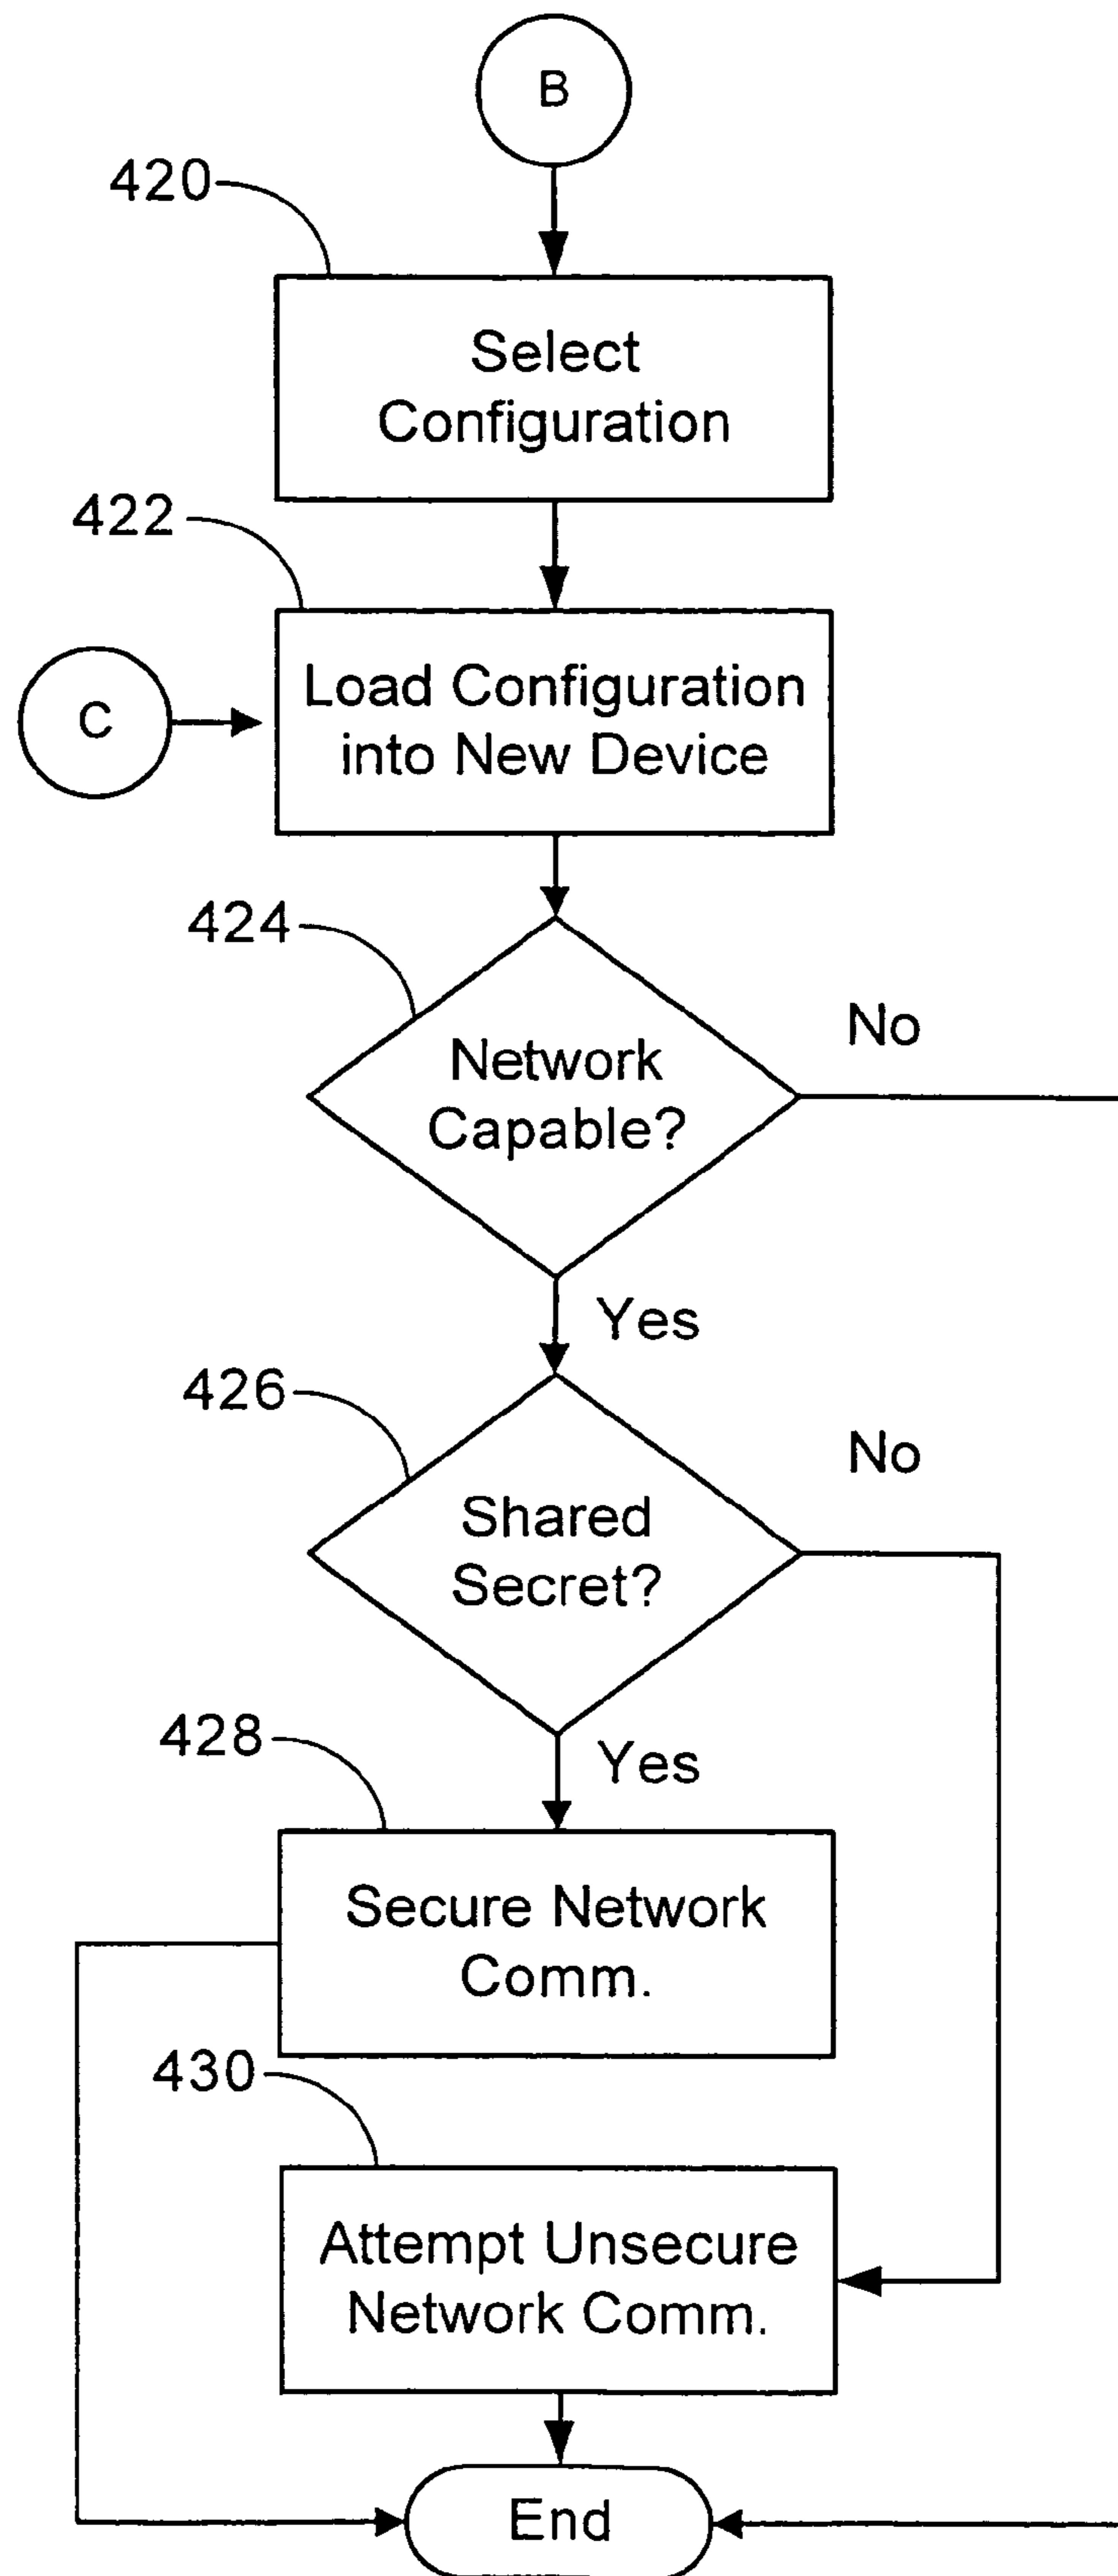 B
420
Select
Configuration
422
Load Configuration
into New Device
C
424
Network
Capable?
No
Yes
426
Shared
Secret?
No
Yes
428
Secure Network
Comm.
430
Attempt Unsecure
Network Comm.
End